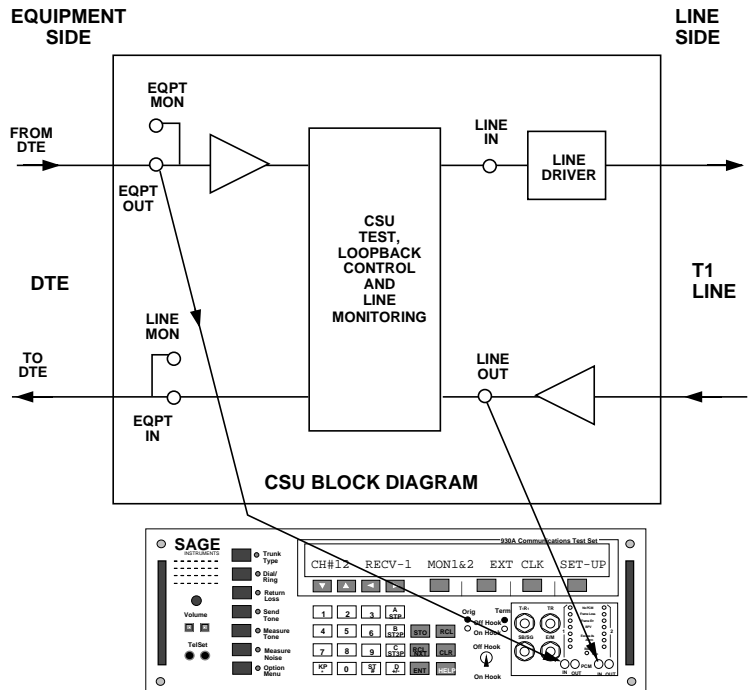 EQUIPMENT
SIDE
LINE
SIDE
EQPT
MON
FROM
DTE
EQPT
OUT
LINE
IN
LINE
DRIVER
CSU
TEST,
LOOPBACK
CONTROL
AND
LINE
MONITORING
DTE
T1
LINE
LINE
MON
TO
DTE
EQPT
IN
LINE
OUT
CSU BLOCK DIAGRAM
SAGE
INSTRUMENTS
930A Communications Test Set
CH#12 RECV-1 MON1&2 EXT CLK SET-UP
Trunk
Type
Dial/
Ring
Return
Loss
Send
Tone
Measure
Tone
Measure
Noise
Option
Menu
Volume
TelSet
1 2 3 A STP
4 5 6 B ST2P STO RCL
7 8 9 C ST3P RCL NXT CLR
KP * 0 ST # D +/- ENT HELP
Orig
Term
Off Hook
On Hook
Off Hook
On Hook
T-R1 TR
SB/SG E/M
1 2
IN OUT PCM IN OUT